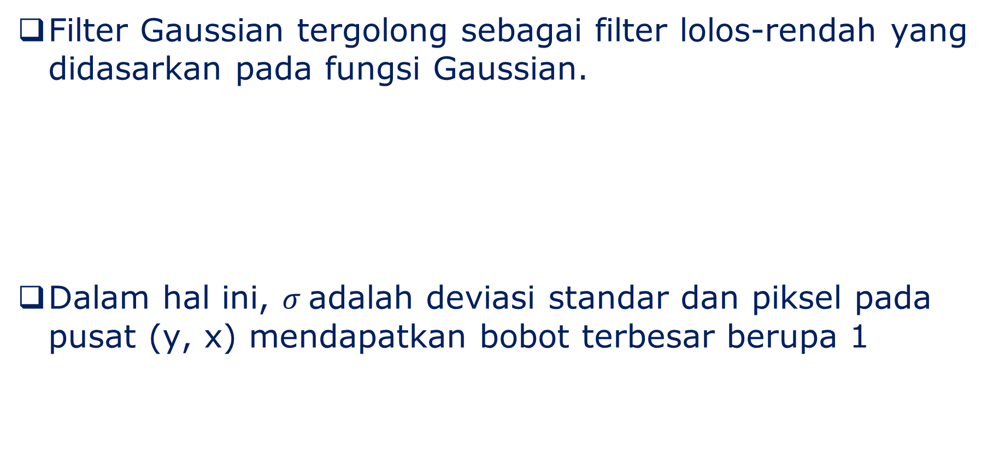 ❑Filter Gaussian tergolong sebagai filter lolos-rendah yang
didasarkan pada fungsi Gaussian.
❑Dalam hal ini, σ adalah deviasi standar dan piksel pada
pusat (y, x) mendapatkan bobot terbesar berupa 1